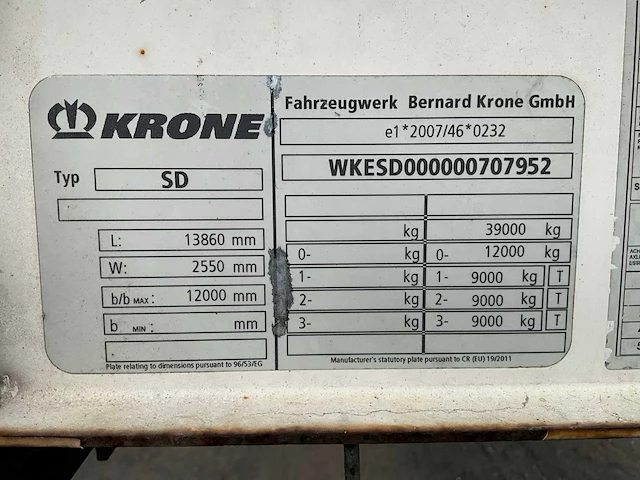 KRONE
Typ SD
L: 13860 mm
W: 2550 mm
b/b MAX: 12000 mm
b MIN: mm
Plate relating to dimensions pursuant to 96/53/EG
Fahrzeugwerk Bernard Krone GmbH
e1*2007/46*0232
WKESD000000707952
kg 39000 kg
0- kg 0- 12000 kg
1- kg 1- 9000 kg T
2- kg 2- 9000 kg T
3- kg 3- 9000 kg T
Manufacturer's statutory plate pursuant to CR (EU) 19/2011